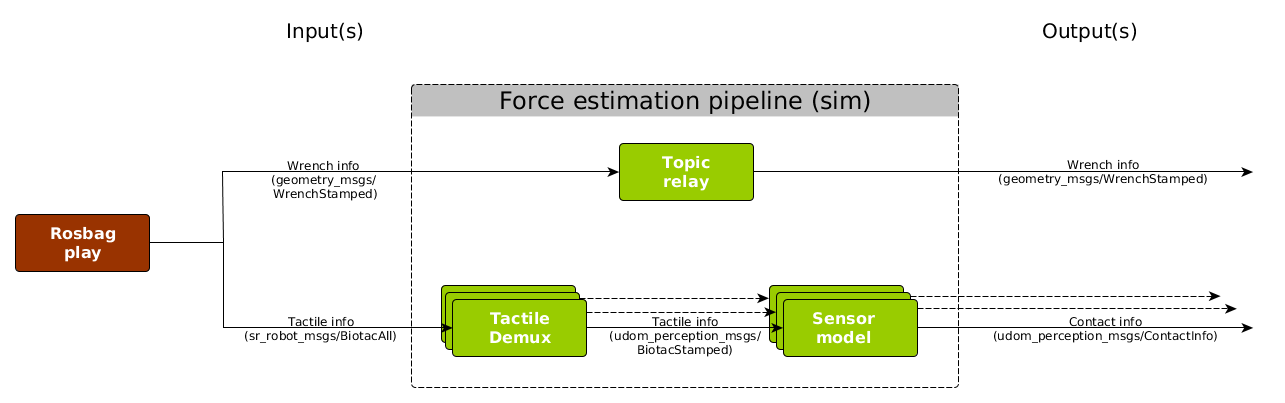 Input(s)
Output(s)
Force estimation pipeline (sim)
Wrench info
(geometry_msgs/
WrenchStamped)
Topic
relay
Wrench info
(geometry_msgs/WrenchStamped)
Rosbag
play
Tactile info
(sr_robot_msgs/BiotacAll)
Tactile
Demux
Tactile info
(udom_perception_msgs/
BiotacStamped)
Sensor
model
Contact info
(udom_perception_msgs/ContactInfo)